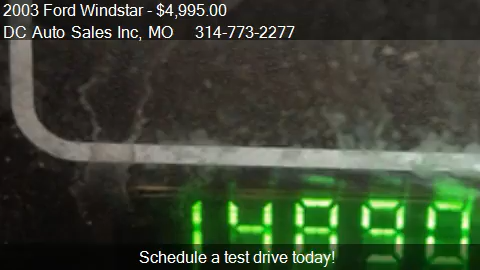 2003 Ford Windstar - $4,995.00
DC Auto Sales Inc, MO 314-773-2277
Schedule a test drive today!